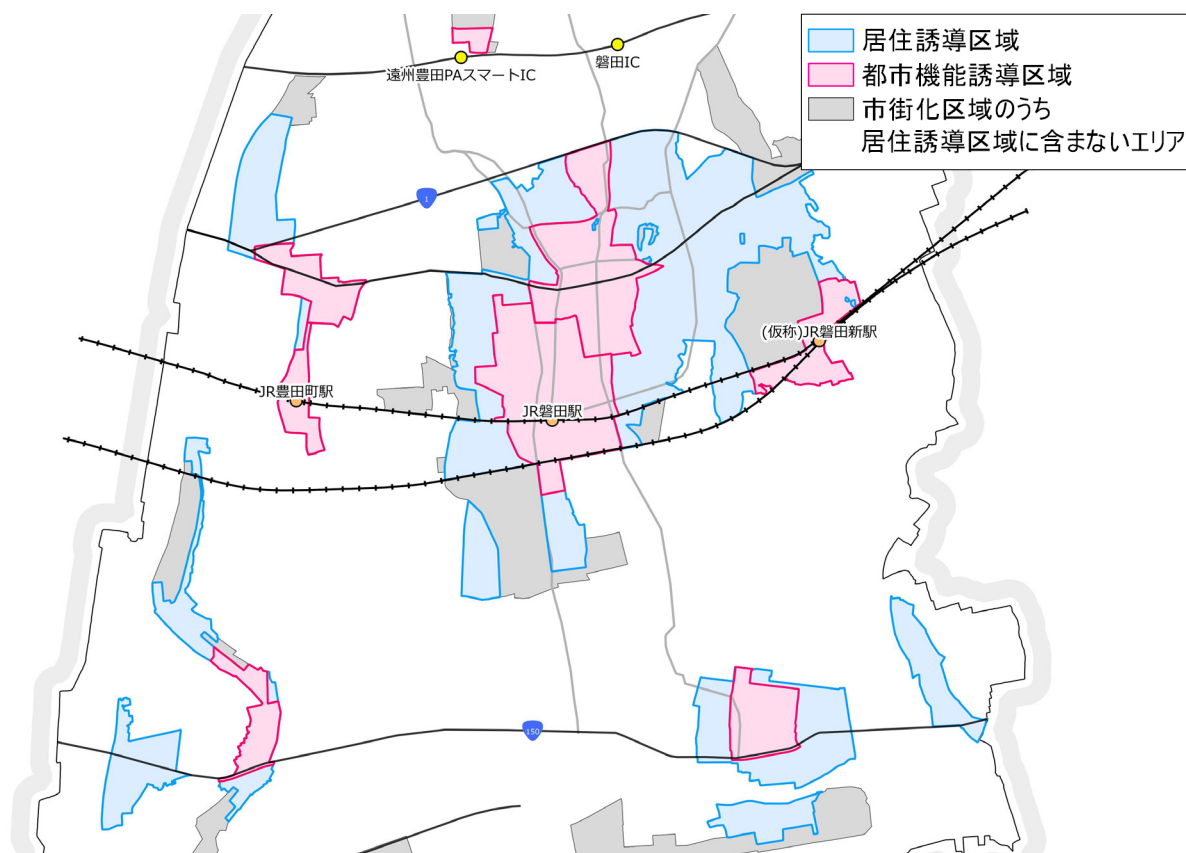 居住誘導区域
都市機能誘導区域
市街化区域のうち
居住誘導区域に含まないエリア
磐田IC
遠州豊田PAスマートIC
1
(仮称)JR磐田新駅
JR豊田町駅
JR磐田駅
150